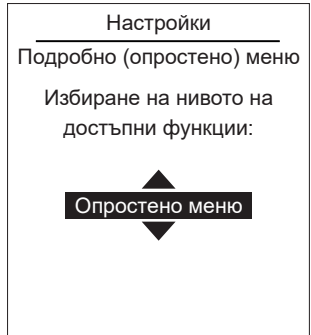 Настройки
Подробно (опростено) меню
Избиране на нивото на
достъпни функции:
Опростено меню